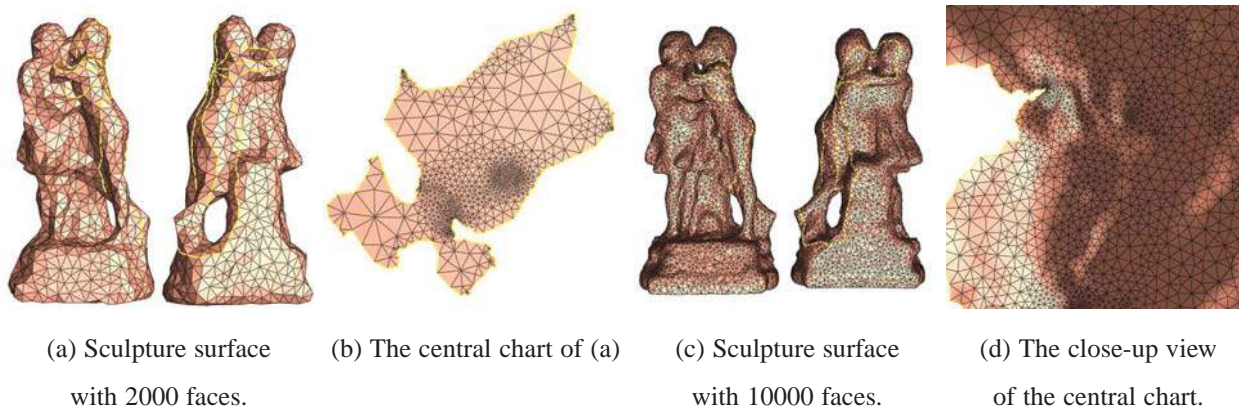 (a) Sculpture surface
with 2000 faces.
(b) The central chart of (a)
(c) Sculpture surface
with 10000 faces.
(d) The close-up view
of the central chart.